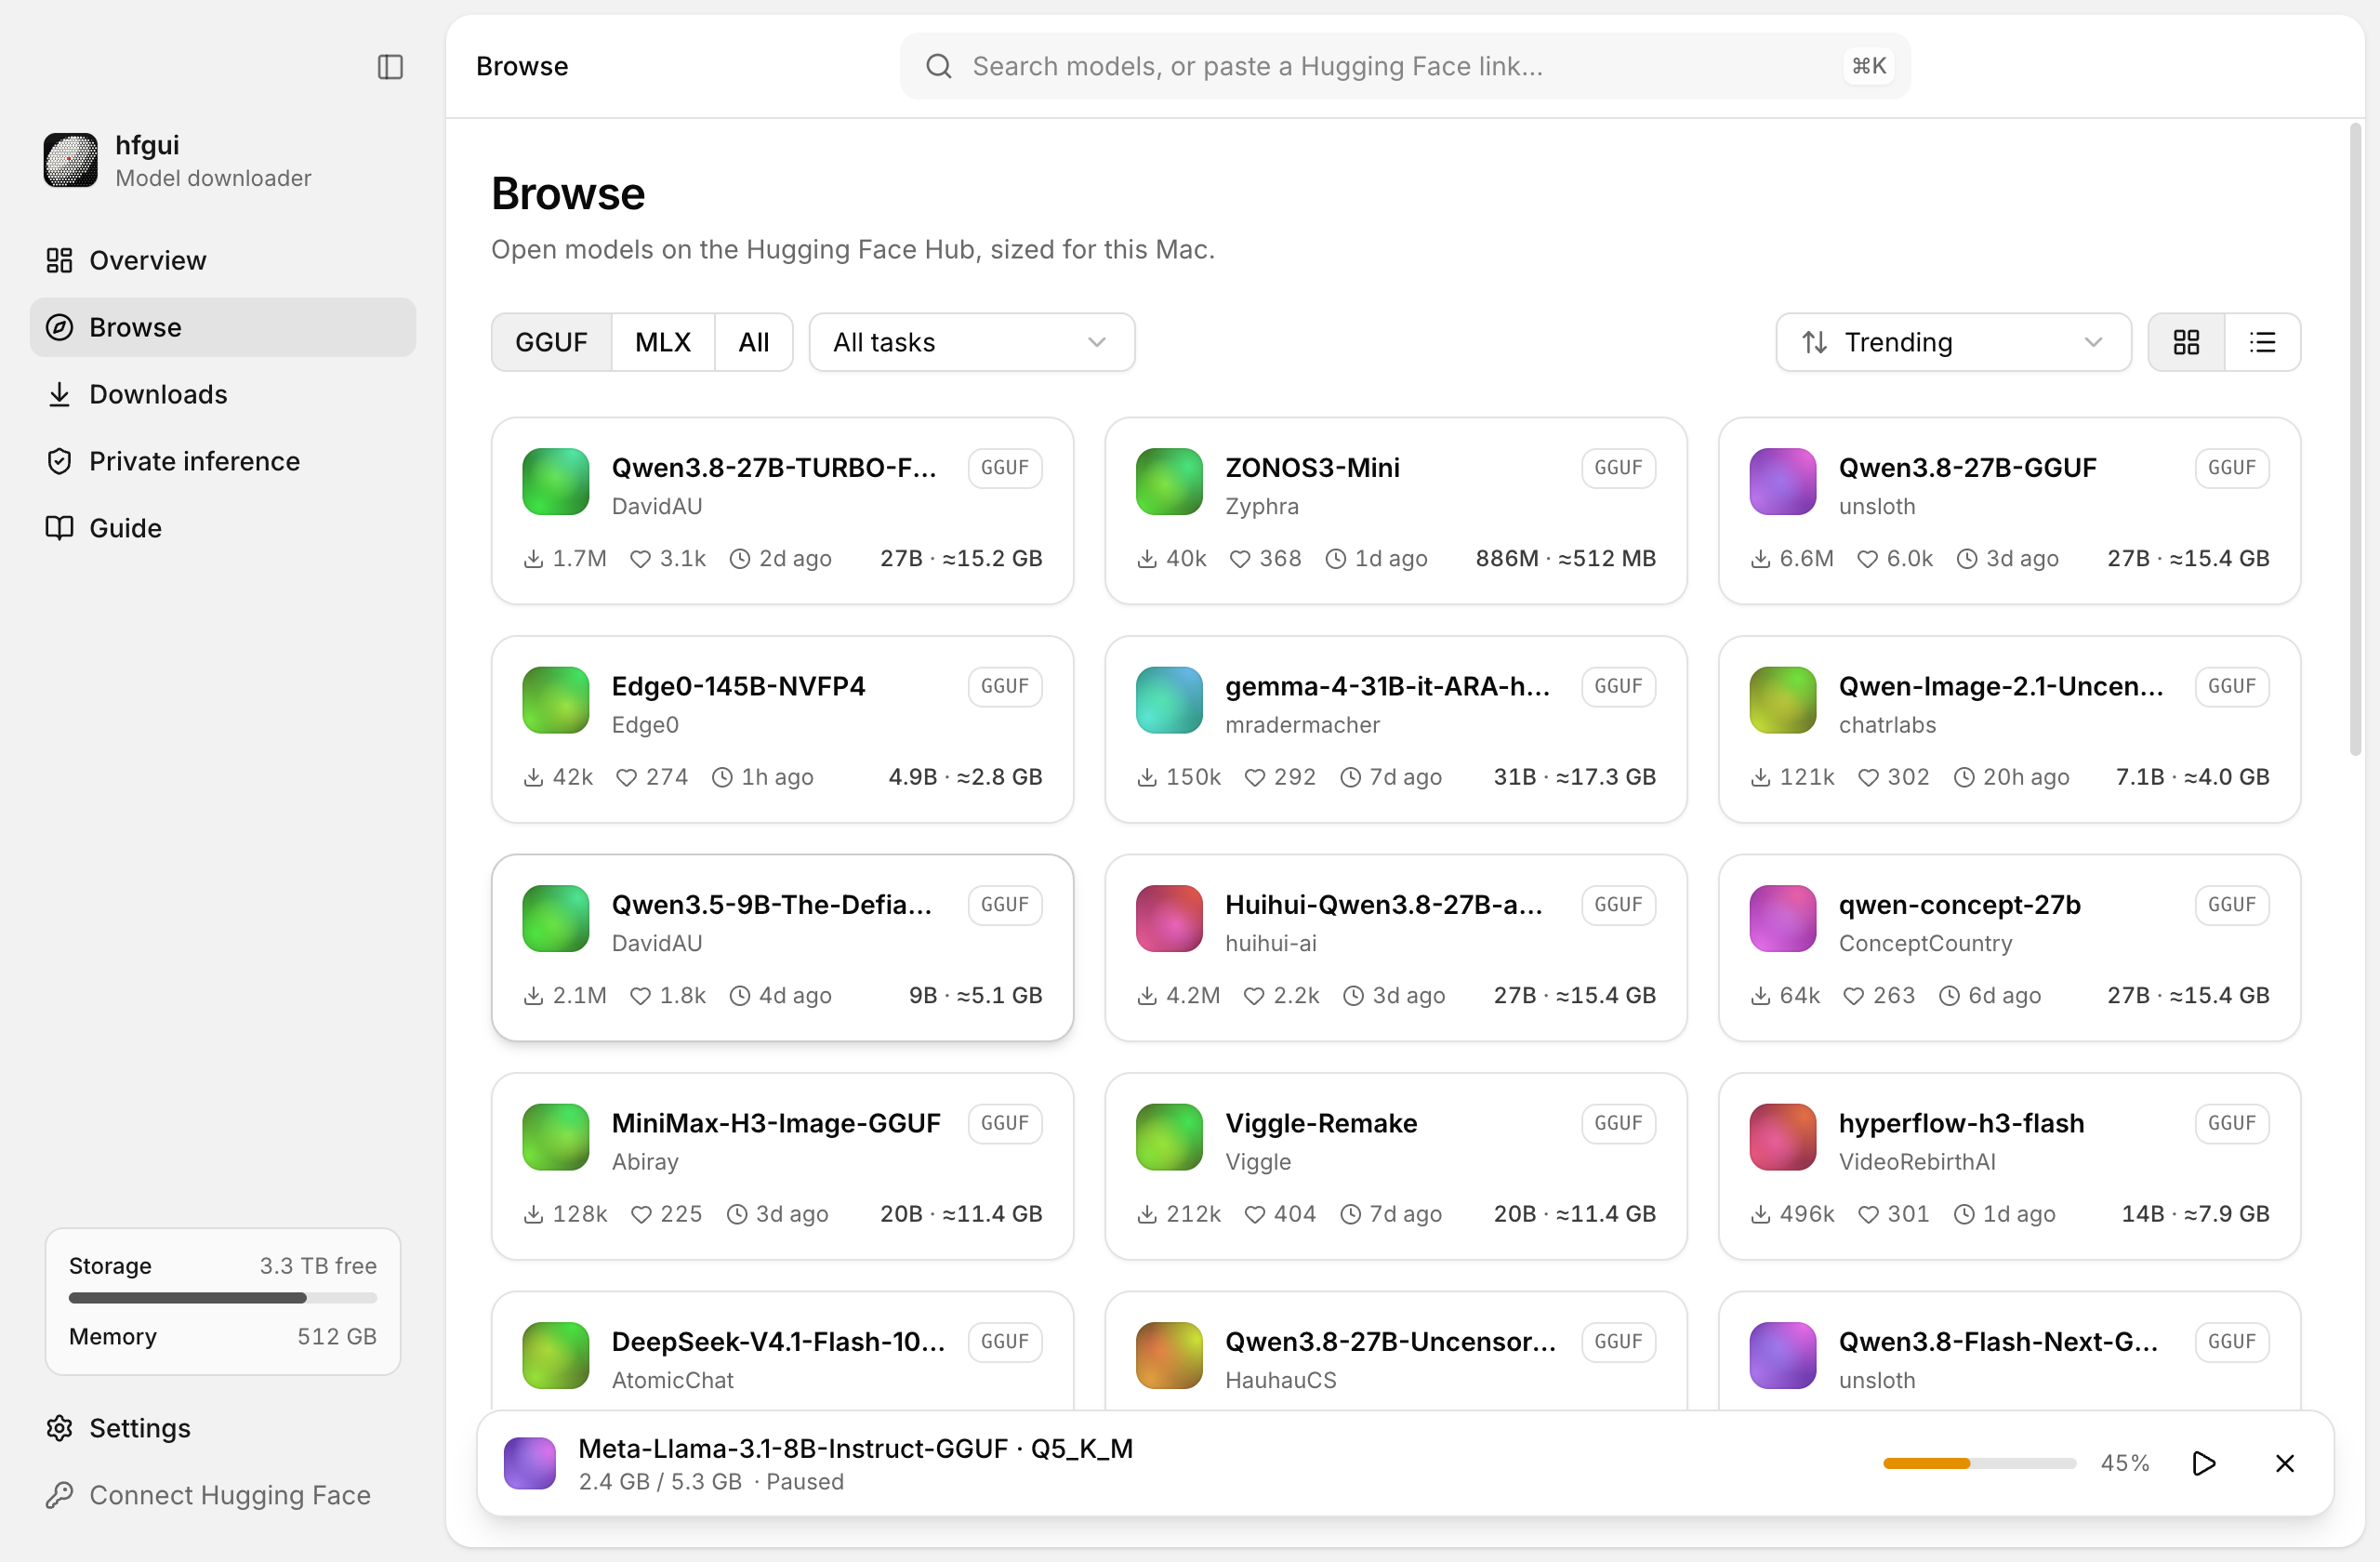 hfgui
Model downloader
Overview
Browse
Downloads
Private inference
Guide
Storage
3.3 TB free
Memory
512 GB
Settings
Connect Hugging Face
Browse
Search models, or paste a Hugging Face link...
⌘K
Browse
Open models on the Hugging Face Hub, sized for this Mac.
GGUF
MLX
All
All tasks
Trending
Qwen3.8-27B-TURBO-F...
GGUF
DavidAU
1.7M 3.1k 2d ago 27B · ≈15.2 GB
ZONOS3-Mini
GGUF
Zyphra
40k 368 1d ago 886M · ≈512 MB
Qwen3.8-27B-GGUF
GGUF
unsloth
6.6M 6.0k 3d ago 27B · ≈15.4 GB
Edge0-145B-NVFP4
GGUF
Edge0
42k 274 1h ago 4.9B · ≈2.8 GB
gemma-4-31B-it-ARA-h...
GGUF
mradermacher
150k 292 7d ago 31B · ≈17.3 GB
Qwen-Image-2.1-Uncen...
GGUF
chatrlabs
121k 302 20h ago 7.1B · ≈4.0 GB
Qwen3.5-9B-The-Defia...
GGUF
DavidAU
2.1M 1.8k 4d ago 9B · ≈5.1 GB
Huihui-Qwen3.8-27B-a...
GGUF
huihui-ai
4.2M 2.2k 3d ago 27B · ≈15.4 GB
qwen-concept-27b
GGUF
ConceptCountry
64k 263 6d ago 27B · ≈15.4 GB
MiniMax-H3-Image-GGUF
GGUF
Abiray
128k 225 3d ago 20B · ≈11.4 GB
Viggle-Remake
GGUF
Viggle
212k 404 7d ago 20B · ≈11.4 GB
hyperflow-h3-flash
GGUF
VideoRebirthAI
496k 301 1d ago 14B · ≈7.9 GB
DeepSeek-V4.1-Flash-10...
GGUF
AtomicChat
Qwen3.8-27B-Uncensor...
GGUF
HauhauCS
Qwen3.8-Flash-Next-G...
GGUF
unsloth
Meta-Llama-3.1-8B-Instruct-GGUF · Q5_K_M
2.4 GB / 5.3 GB · Paused
45%